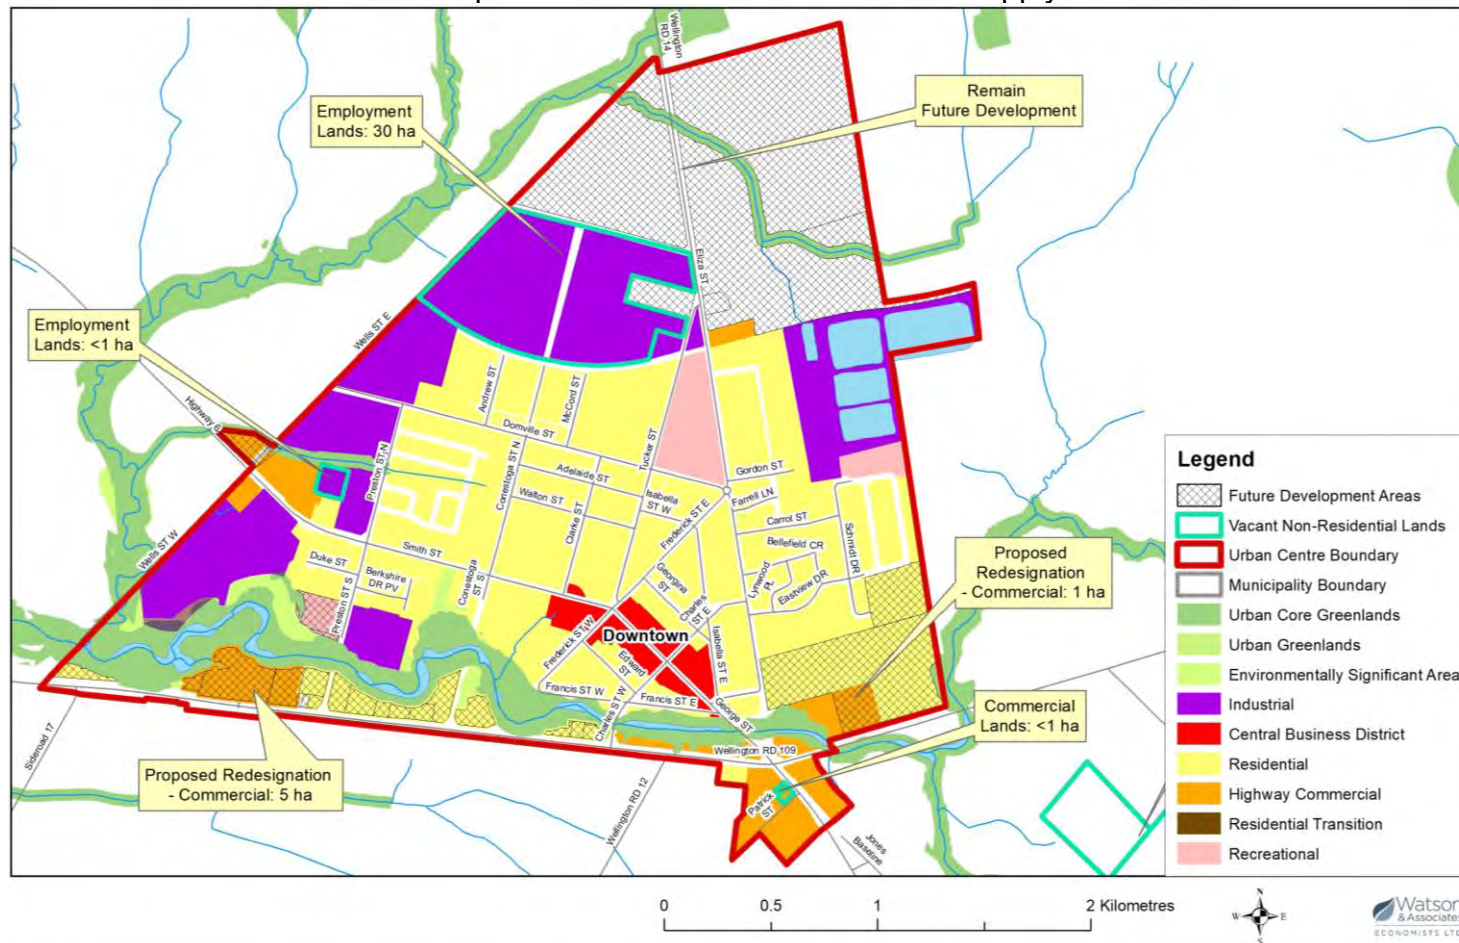 Wellington
RD 14
Remain
Future Development
Employment
Lands: 30 ha
Eliza ST
Employment
Lands: <1 ha
Wells ST E
Highway 6
Andrew ST
McCord ST
Domville ST
Preston ST N
Conestoga ST N
Tucker ST
Adelaide ST
Walton ST
Isabella
ST W
Gordon ST
Farrell LN
Frederick ST E
Clarke ST
Carrol ST
Bellefield CR
Schmidt DR
Wells ST W
Smith ST
Duke ST
Berkshire
DR PV
Preston ST S
Conestoga
ST S
Georgina
ST
Charles
ST E
Lynwood
PL
Eastview DR
Proposed
Redesignation
- Commercial: 1 ha
Downtown
Frederick ST W
Edward
ST
Isabella ST E
Francis ST W
Charles ST W
Francis ST E
George ST
Commercial
Lands: <1 ha
Wellington RD 109
Sideroad 17
Proposed Redesignation
- Commercial: 5 ha
Wellington RD 12
Patrick
ST
Jones
Baseline
Legend
Future Development Areas
Vacant Non-Residential Lands
Urban Centre Boundary
Municipality Boundary
Urban Core Greenlands
Urban Greenlands
Environmentally Significant Area
Industrial
Central Business District
Residential
Highway Commercial
Residential Transition
Recreational
0 0.5 1 2 Kilometres
N
W E
Watson
& Associates
ECONOMISTS LTD